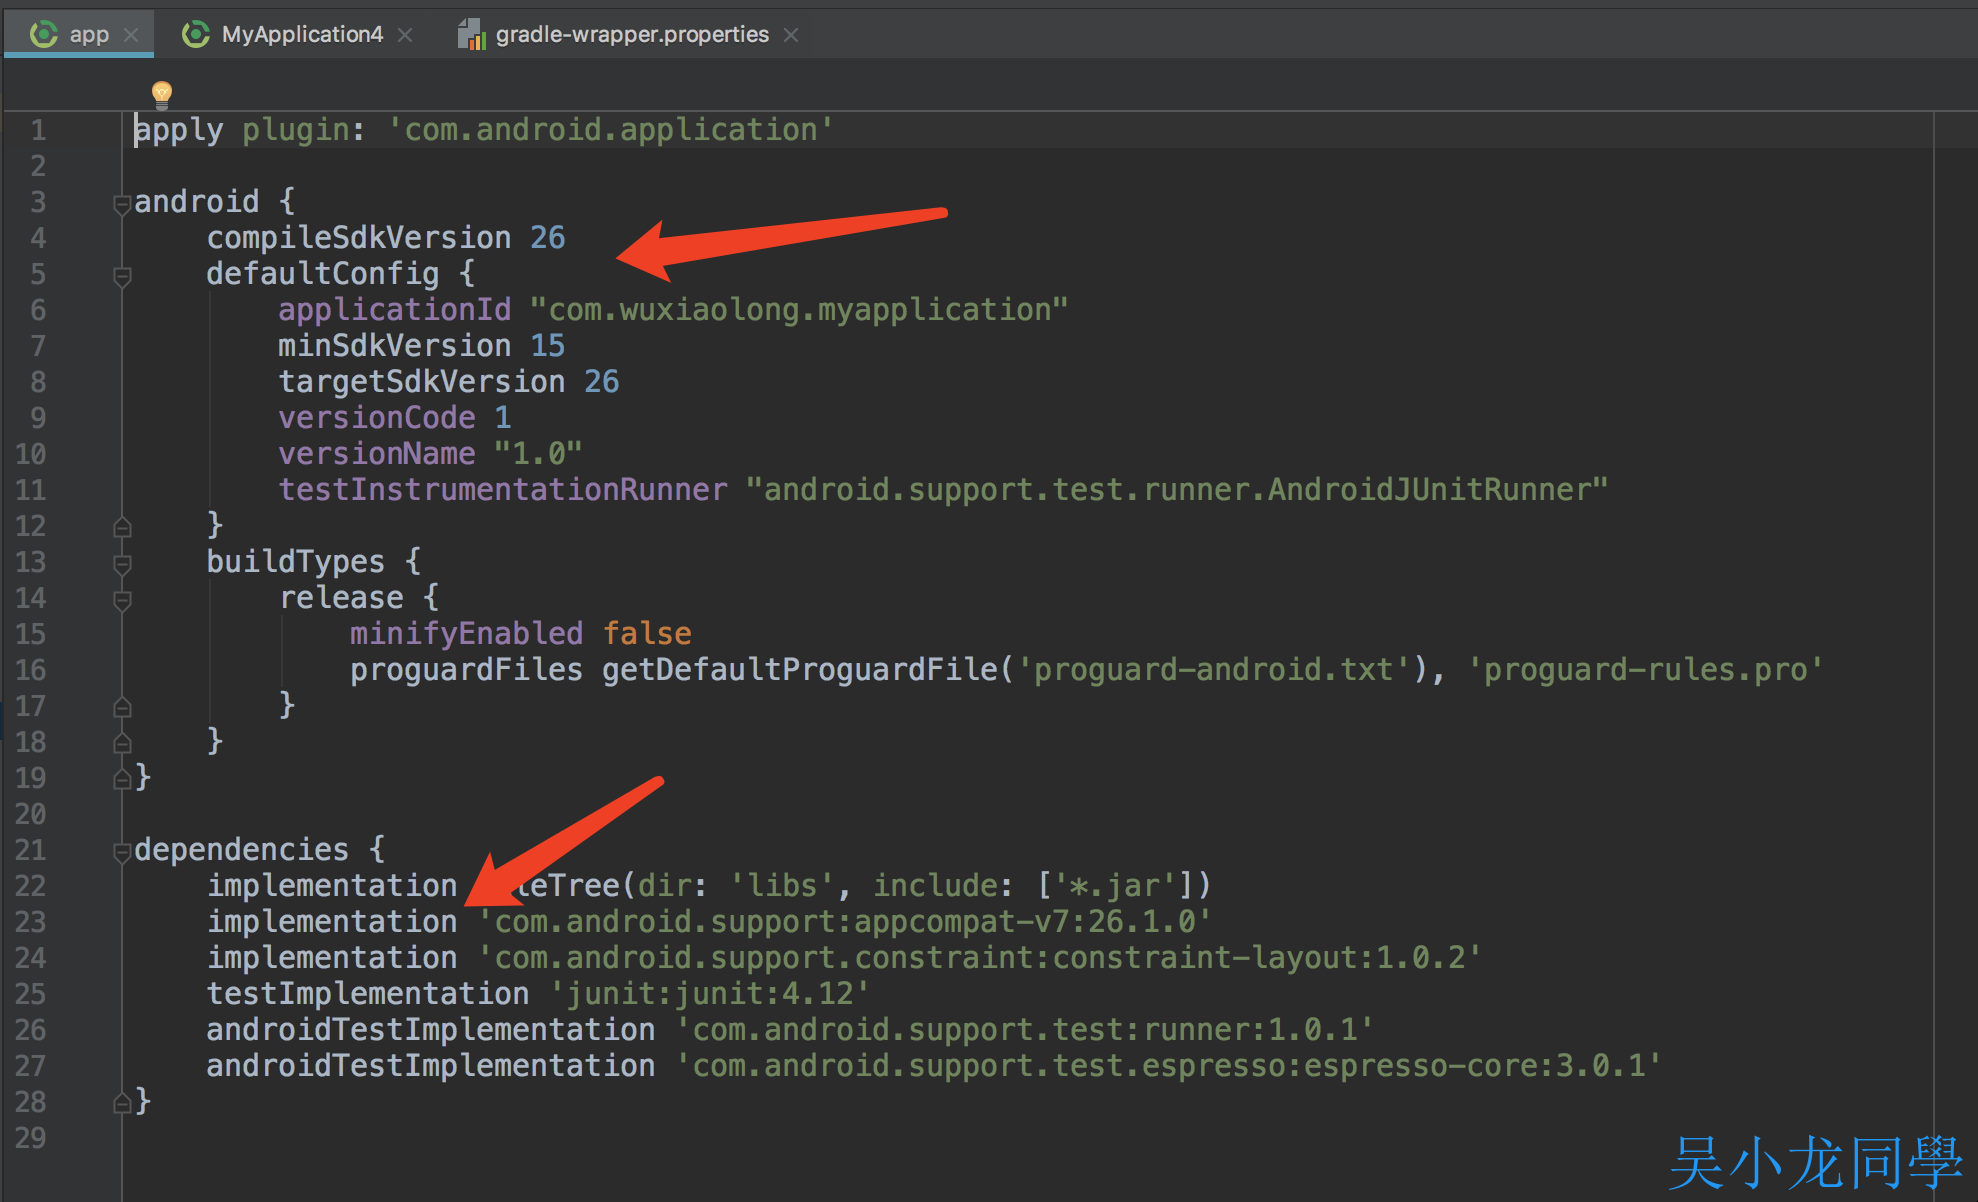 app MyApplication4 gradle-wrapper.properties
1 apply plugin: 'com.android.application'
2
3 android {
4 compileSdkVersion 26
5 defaultConfig {
6 applicationId "com.wuxiaolong.myapplication"
7 minSdkVersion 15
8 targetSdkVersion 26
9 versionCode 1
10 versionName "1.0"
11 testInstrumentationRunner "android.support.test.runner.AndroidJUnitRunner"
12 }
13 buildTypes {
14 release {
15 minifyEnabled false
16 proguardFiles getDefaultProguardFile('proguard-android.txt'), 'proguard-rules.pro'
17 }
18 }
19 }
20
21 dependencies {
22 implementation leTree(dir: 'libs', include: ['*.jar'])
23 implementation 'com.android.support:appcompat-v7:26.1.0'
24 implementation 'com.android.support.constraint:constraint-layout:1.0.2'
25 testImplementation 'junit:junit:4.12'
26 androidTestImplementation 'com.android.support.test:runner:1.0.1'
27 androidTestImplementation 'com.android.support.test.espresso:espresso-core:3.0.1'
28 }
29
吴小龙同學